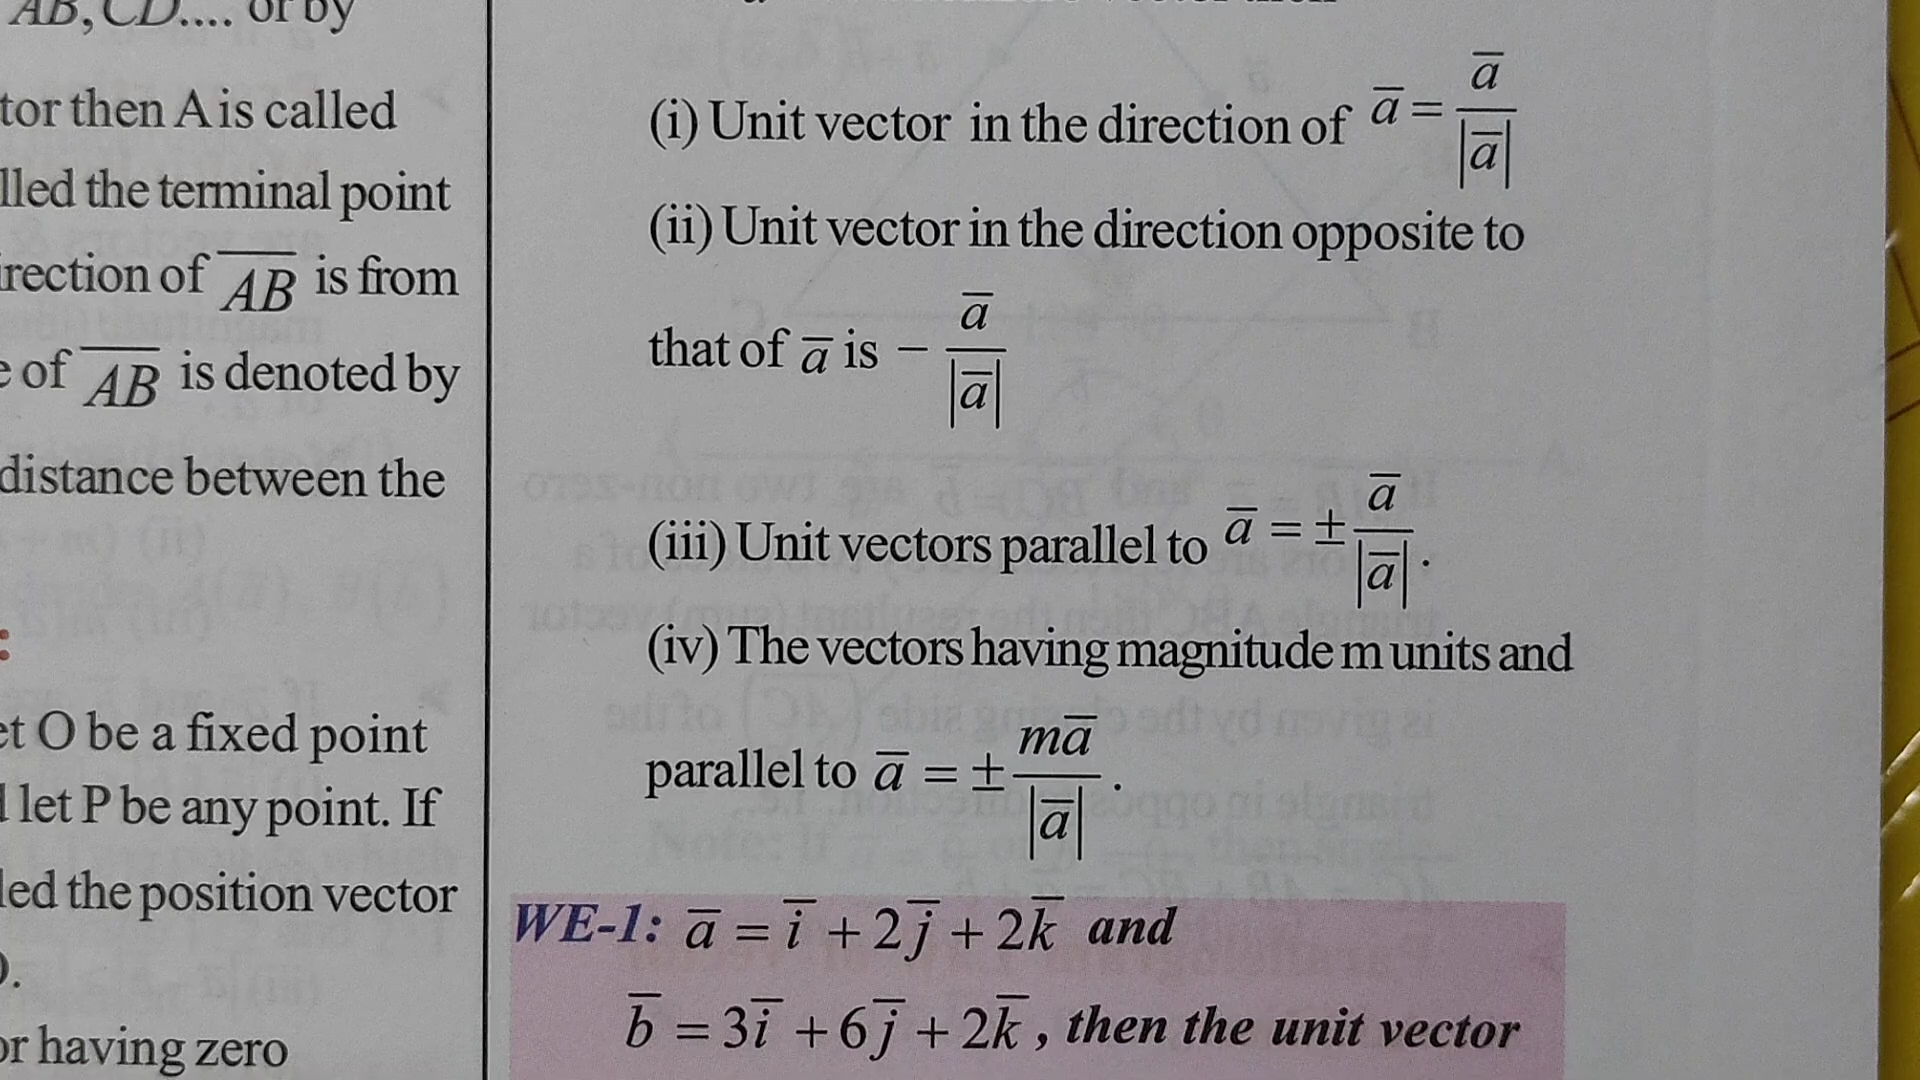 AB, CD.... or by
tor then A is called
lled the terminal point
rection of A̅B̅ is from
e of A̅B̅ is denoted by
distance between the
:
et O be a fixed point
l let P be any point. If
led the position vector
).
or having zero
(i) Unit vector in the direction of a̅ = a̅/|a̅|
(ii) Unit vector in the direction opposite to
that of a̅ is − a̅/|a̅|
(iii) Unit vectors parallel to a̅ = ± a̅/|a̅|.
(iv) The vectors having magnitude m units and
parallel to a̅ = ± ma̅/|a̅|.
WE-1: a̅ = i̅ + 2j̅ + 2k̅ and
b̅ = 3i̅ + 6j̅ + 2k̅, then the unit vector